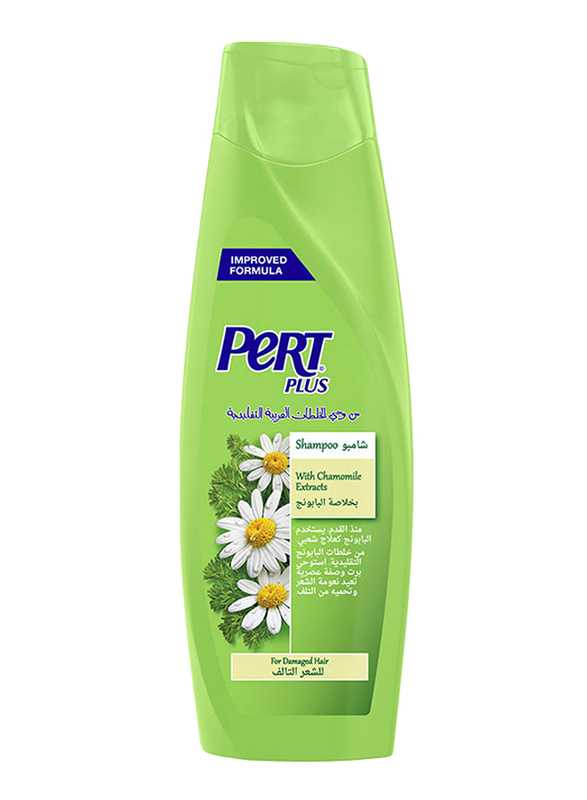 IMPROVED
FORMULA
PERT®
PLUS
من وحي الخلطات العربية التقليدية
Shampoo شامبو
With Chamomile
Extracts
بخلاصة البابونج
منذ القدم، يستخدم
البابونج كعلاج شعبي.
من خلطات البابونج
التقليدية، استوحي
برت وصفة عصرية
تعيد نعومة الشعر
وتحميه من التلف
For Damaged Hair
للشعر التالف